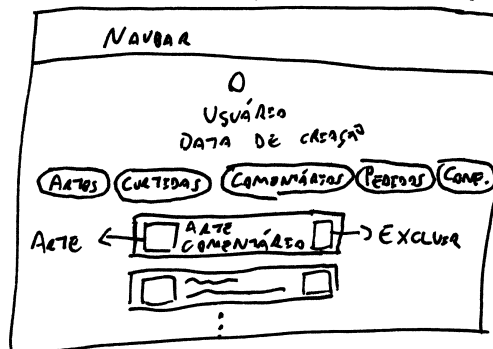 NAVBAR
USUÁRIO
DATA DE CRIAÇÃO
ARTES CURTIDAS COMENTÁRIOS PEDIDOS CONF.
ARTE
ARTE COMENTÁRIO EXCLUIR